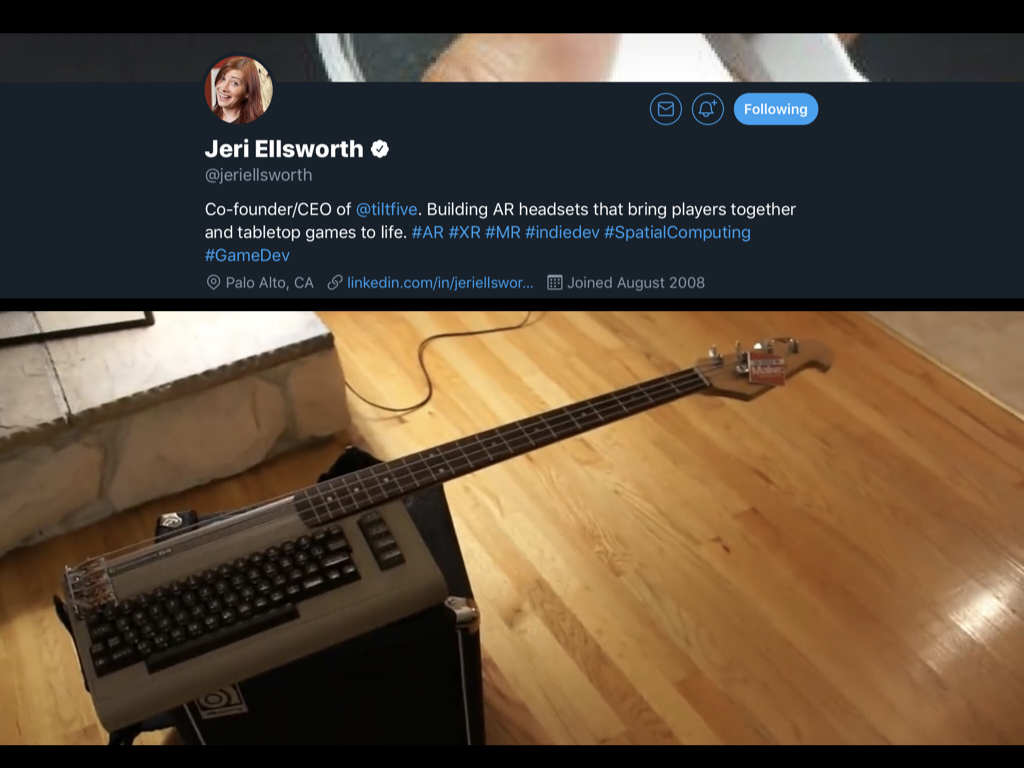 Following
Jeri Ellsworth
@jeriellsworth
Co-founder/CEO of @tiltfive. Building AR headsets that bring players together
and tabletop games to life. #AR #XR #MR #indiedev #SpatialComputing
#GameDev
Palo Alto, CA linkedin.com/in/jeriellswor... Joined August 2008
Make: